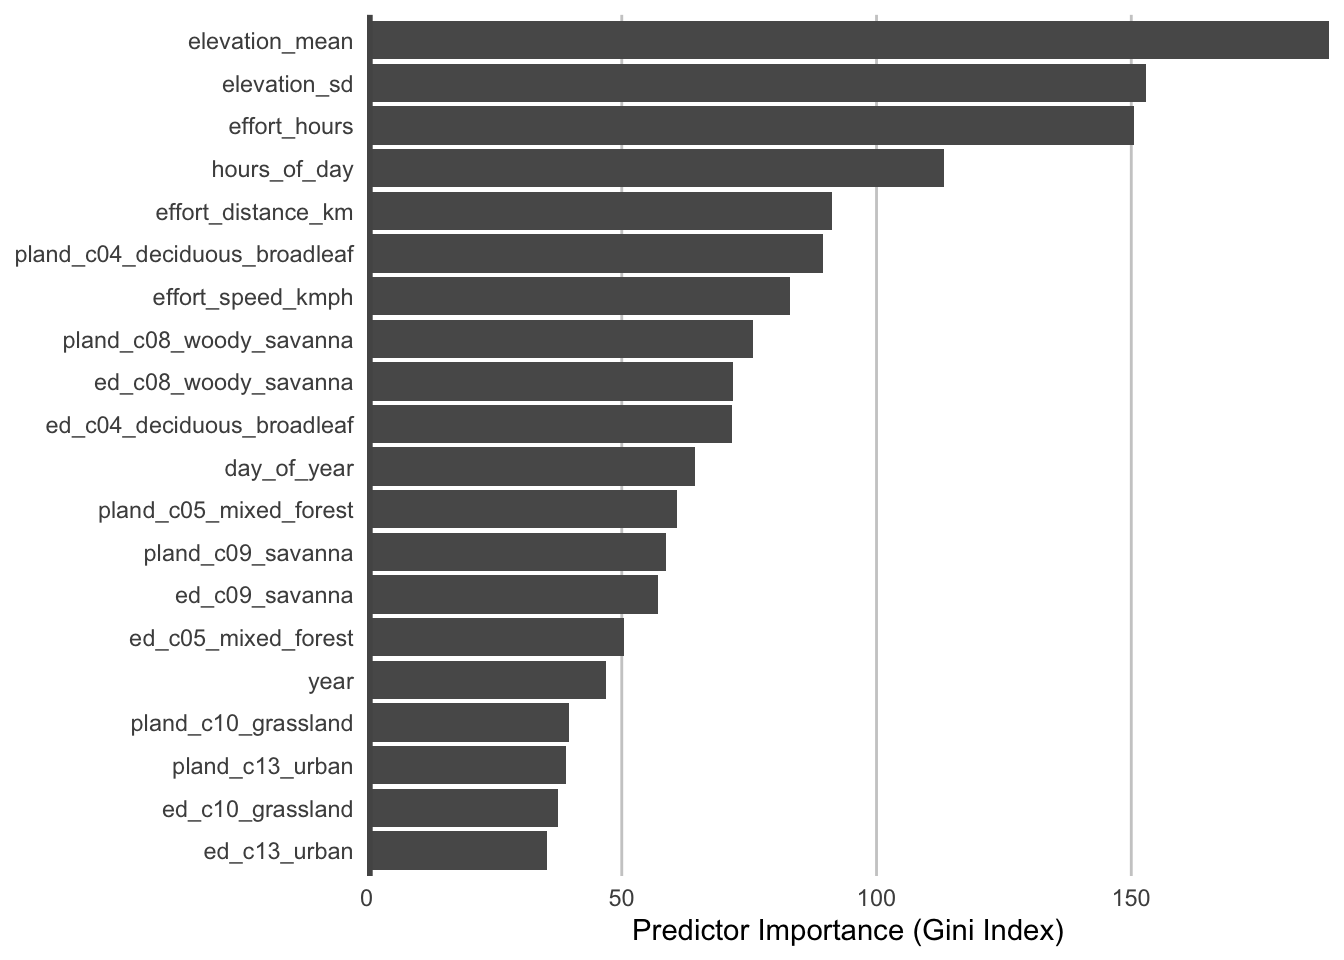 elevation_mean
elevation_sd
effort_hours
hours_of_day
effort_distance_km
pland_c04_deciduous_broadleaf
effort_speed_kmph
pland_c08_woody_savanna
ed_c08_woody_savanna
ed_c04_deciduous_broadleaf
day_of_year
pland_c05_mixed_forest
pland_c09_savanna
ed_c09_savanna
ed_c05_mixed_forest
year
pland_c10_grassland
pland_c13_urban
ed_c10_grassland
ed_c13_urban
0 50 100 150
Predictor Importance (Gini Index)